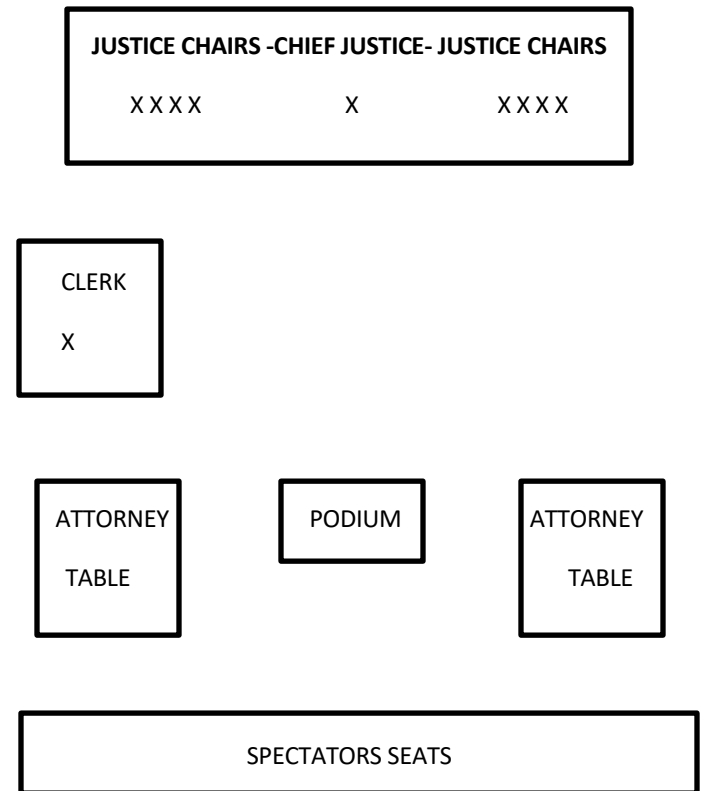 JUSTICE CHAIRS -CHIEF JUSTICE- JUSTICE CHAIRS
X X X X X X X X X
CLERK
X
ATTORNEY
TABLE
PODIUM
ATTORNEY
TABLE
SPECTATORS SEATS